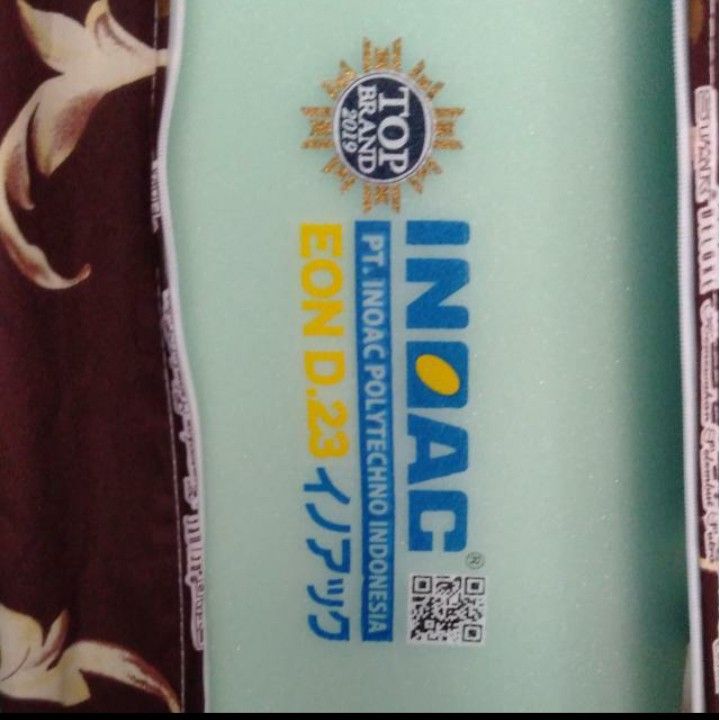 TOP
BRAND
2019
INOAC®
PT. INOAC POLYTECHNO INDONESIA
EON D.23 イノアック